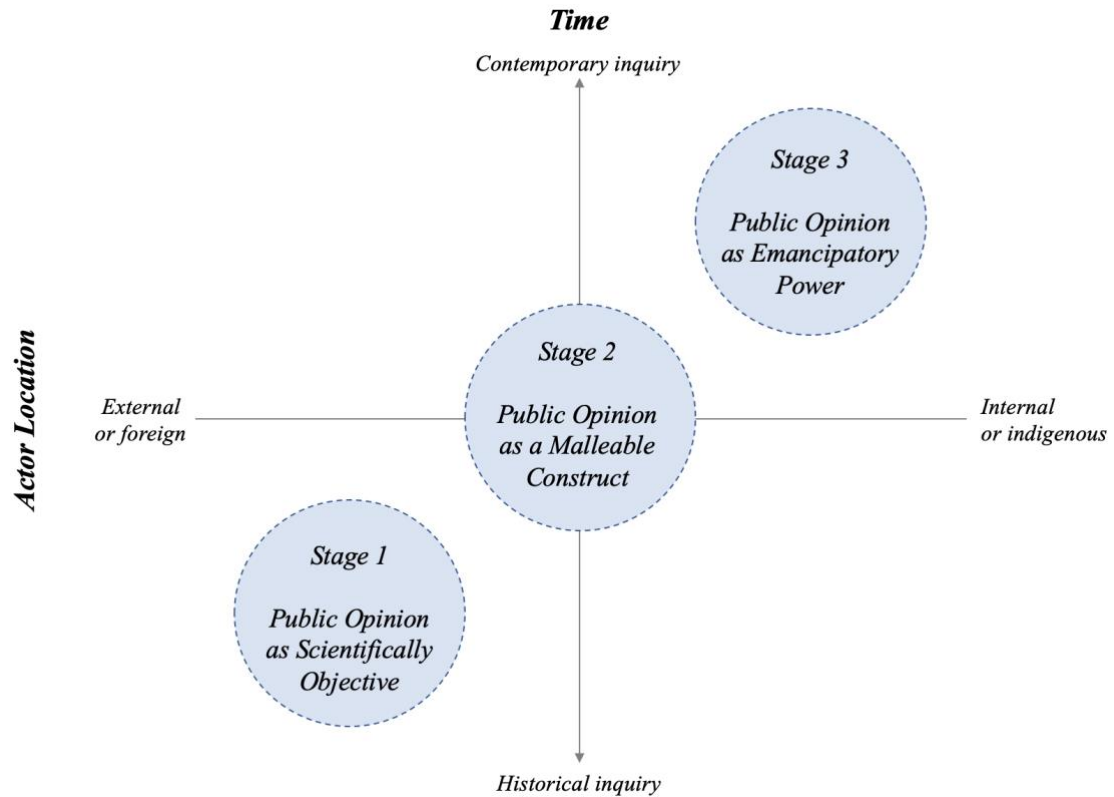 Time
Contemporary inquiry
Stage 3
Public Opinion
as Emancipatory
Power
Actor Location
External
or foreign
Stage 2
Public Opinion
as a Malleable
Construct
Internal
or indigenous
Stage 1
Public Opinion
as Scientifically
Objective
Historical inquiry